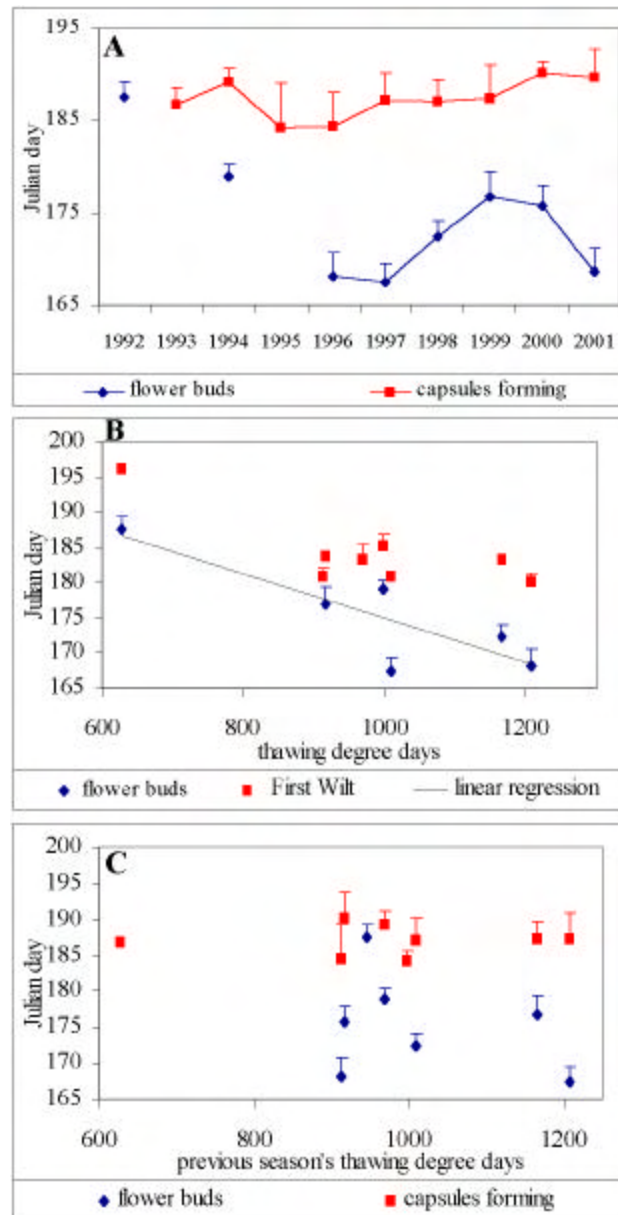 A
195
185
175
165
Julian day
1992 1993 1994 1995 1996 1997 1998 1999 2000 2001
flower buds capsules forming
B
200
195
190
185
180
175
170
165
Julian day
600 800 1000 1200
thawing degree days
flower buds First Wilt linear regression
C
200
195
190
185
180
175
170
165
Julian day
600 800 1000 1200
previous season's thawing degree days
flower buds capsules forming